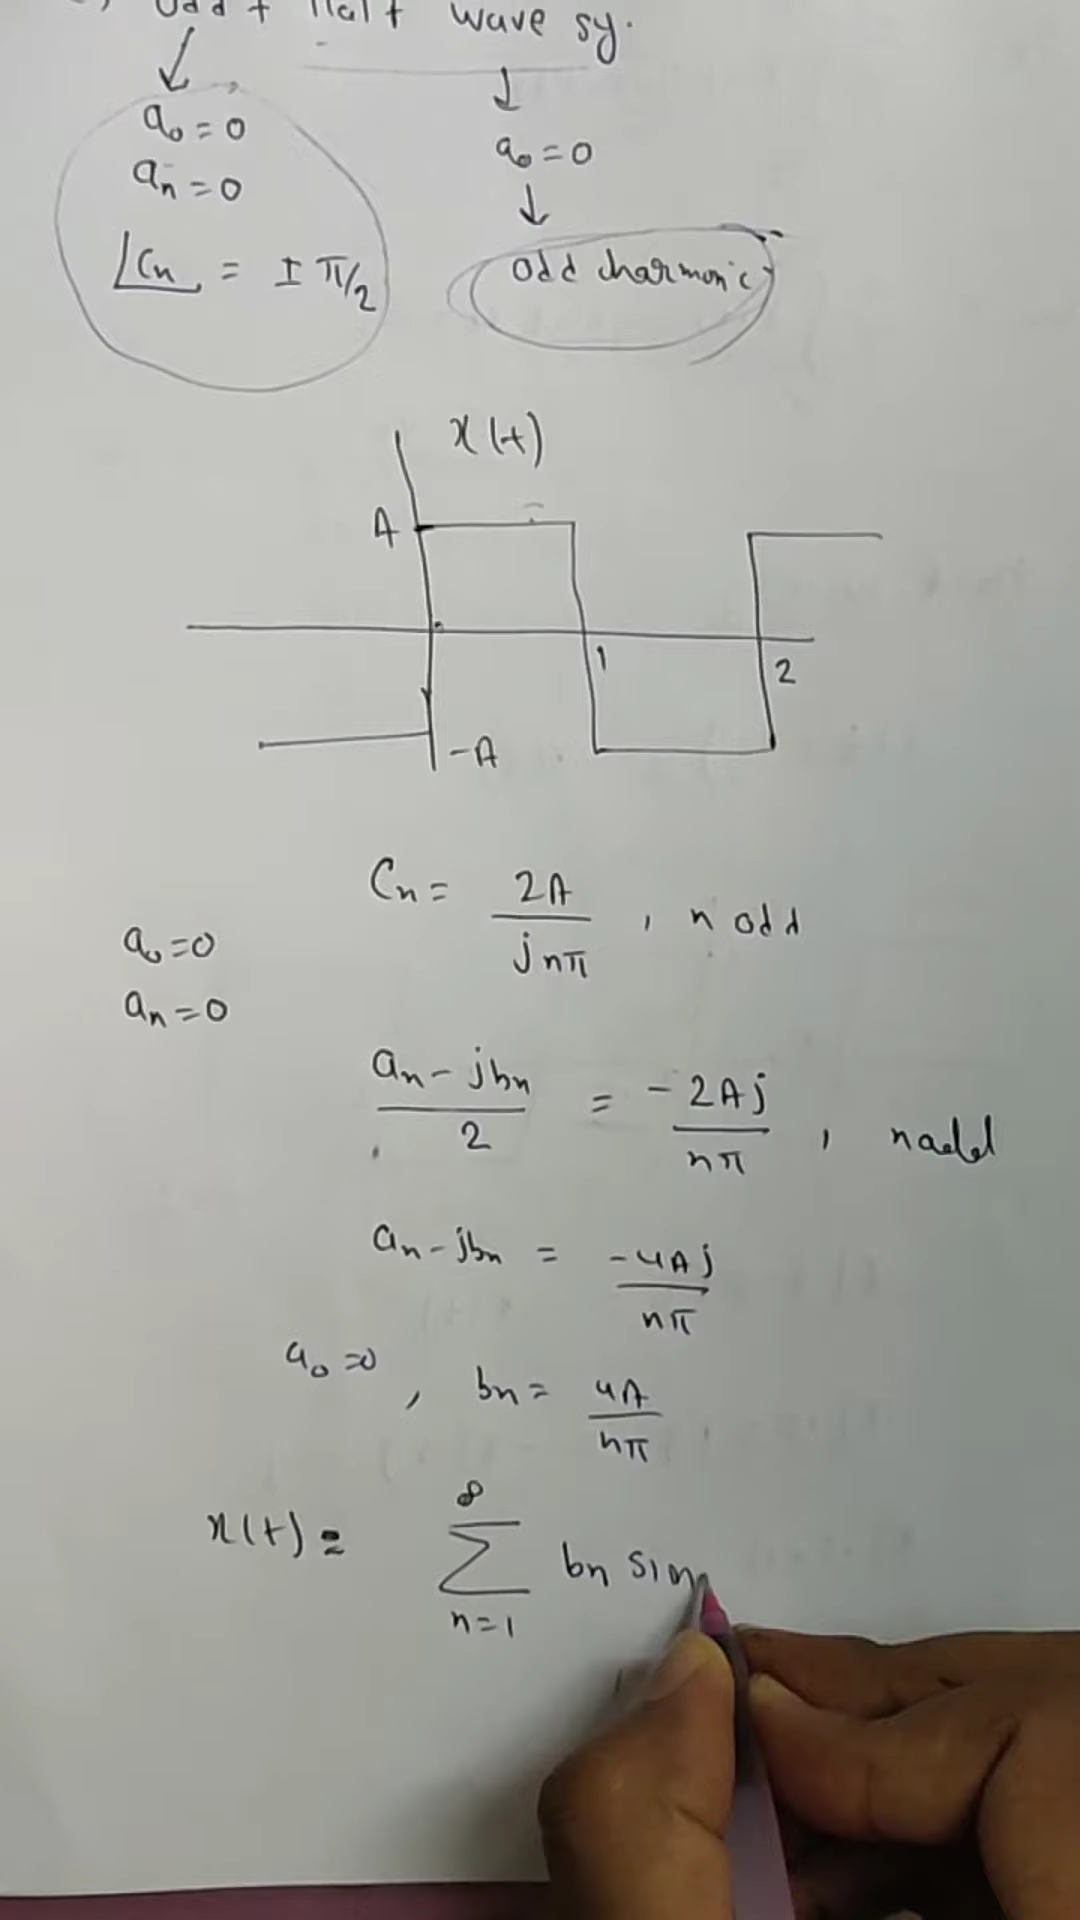 odd + Half wave sy.
a₀ = 0
aₙ = 0
∠Cₙ = ± π/2
a₀ = 0
odd harmonic
x(t)
A
1
2
-A
Cₙ = 2A / jnπ , n odd
a₀ = 0
aₙ = 0
(aₙ - jbₙ) / 2 = -2Aj / nπ , n odd
aₙ - jbₙ = -4Aj / nπ
a₀ = 0 , bₙ = 4A / nπ
x(t) = ∞ Σ n=1 bₙ sin